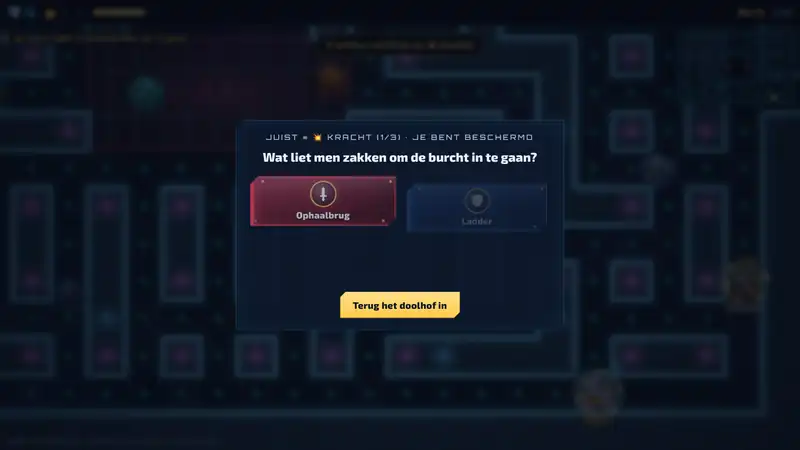 JUIST = 💥 KRACHT (1/3) · JE BENT BESCHERMD
Wat liet men zakken om de burcht in te gaan?
Ophaalbrug
Ladder
Terug het doolhof in